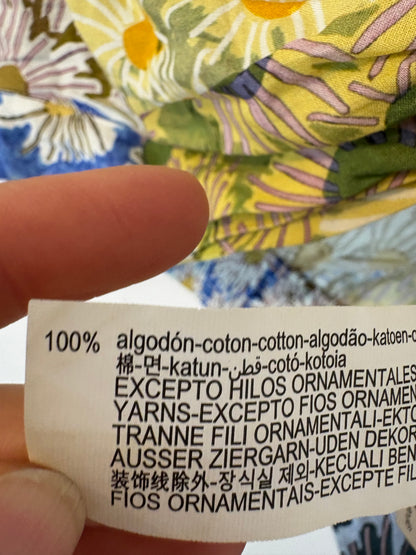 100% algodón-coton-cotton-algodão-katoen-c
棉-면-katun-قطن-cotó-kotoia
EXCEPTO HILOS ORNAMENTALES
YARNS-EXCEPTO FIOS ORNAMEN
TRANNE FILI ORNAMENTALI-EKTO
AUSSER ZIERGARN-UDEN DEKOR
装饰线除外-장식실 제외-KECUALI BEN
FIOS ORNAMENTAIS-EXCEPTE FIL